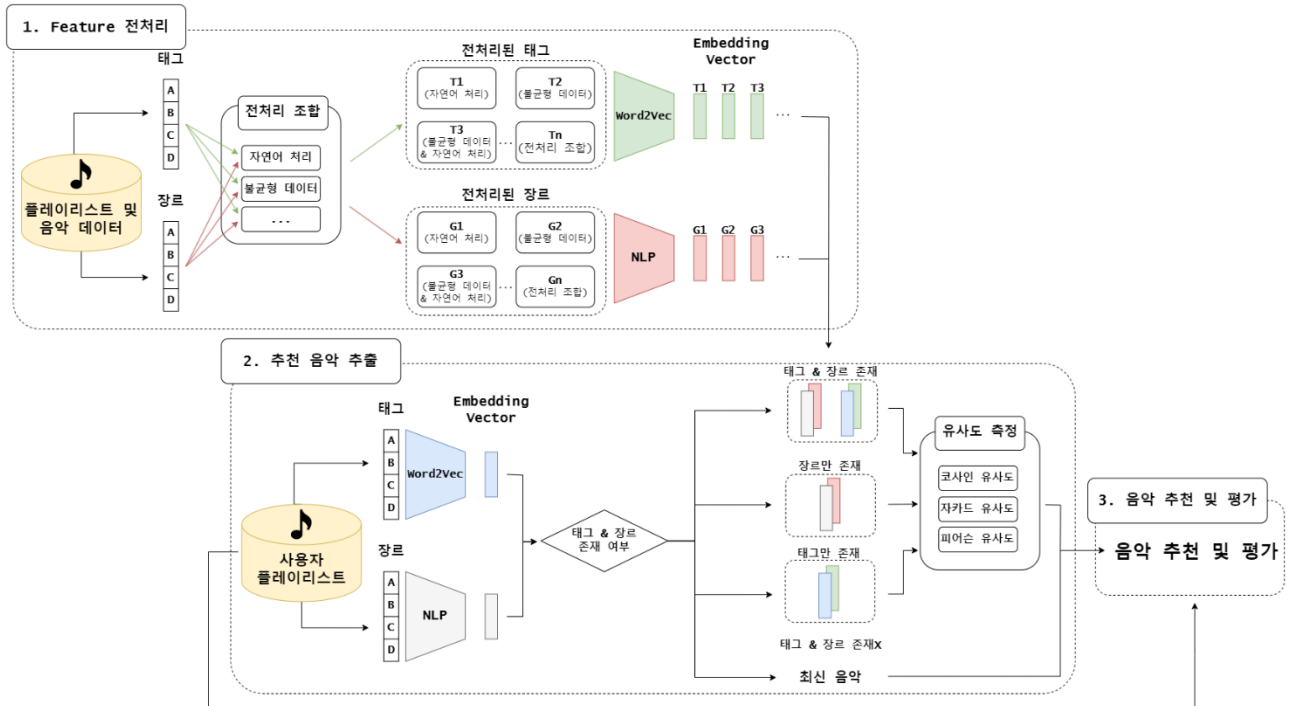 1. Feature 전처리
태그
A
B
C
D
장르
A
B
C
D
플레이리스트 및
음악 데이터
전처리 조합
자연어 처리
불균형 데이터
...
전처리된 태그
T1
(자연어 처리)
T2
(불균형 데이터)
T3
(불균형 데이터
& 자연어 처리)
...
Tn
(전처리 조합)
Word2Vec
Embedding
Vector
T1 T2 T3
...
전처리된 장르
G1
(자연어 처리)
G2
(불균형 데이터)
G3
(불균형 데이터
& 자연어 처리)
...
Gn
(전처리 조합)
NLP
G1 G2 G3
...
2. 추천 음악 추출
사용자
플레이리스트
태그
A
B
C
D
Word2Vec
Embedding
Vector
장르
A
B
C
D
NLP
태그 & 장르
존재 여부
태그 & 장르 존재
장르만 존재
태그만 존재
태그 & 장르 존재X
최신 음악
유사도 측정
코사인 유사도
자카드 유사도
피어슨 유사도
3. 음악 추천 및 평가
음악 추천 및 평가